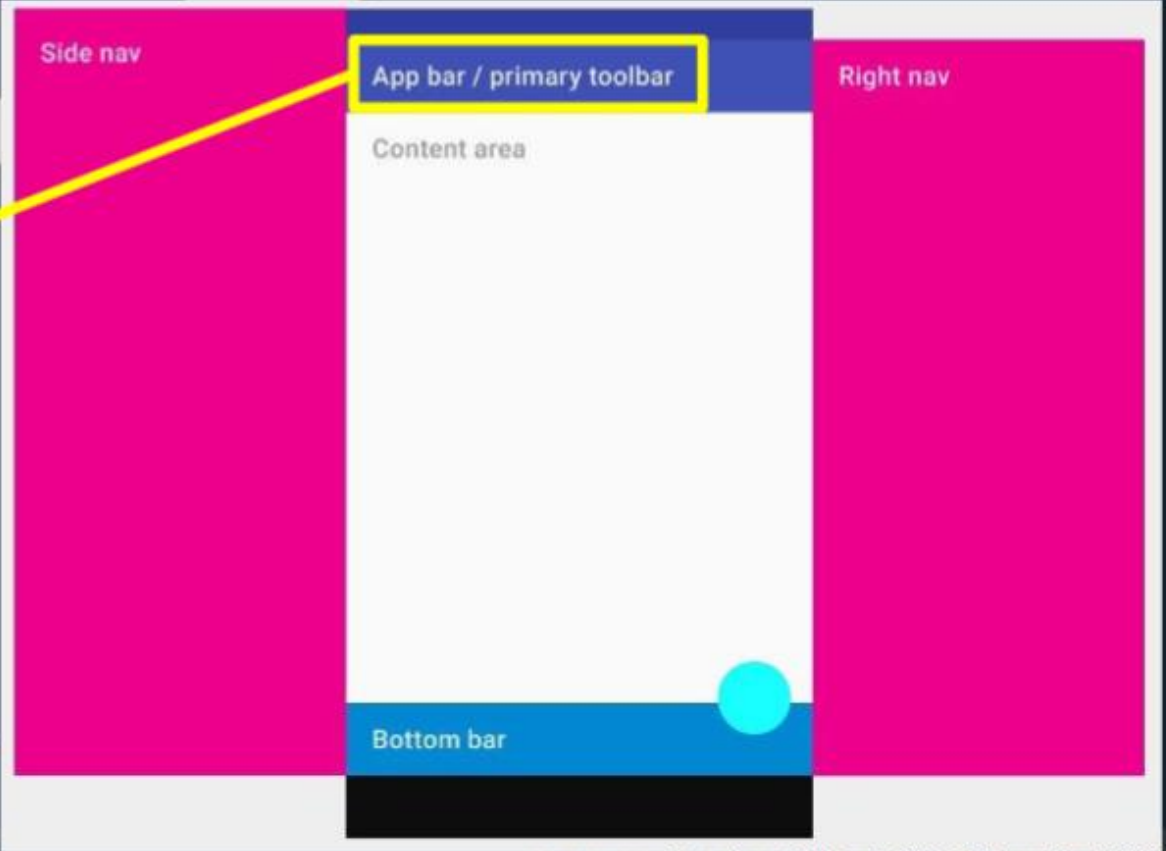 Side nav
App bar / primary toolbar
Right nav
Content area
Bottom bar